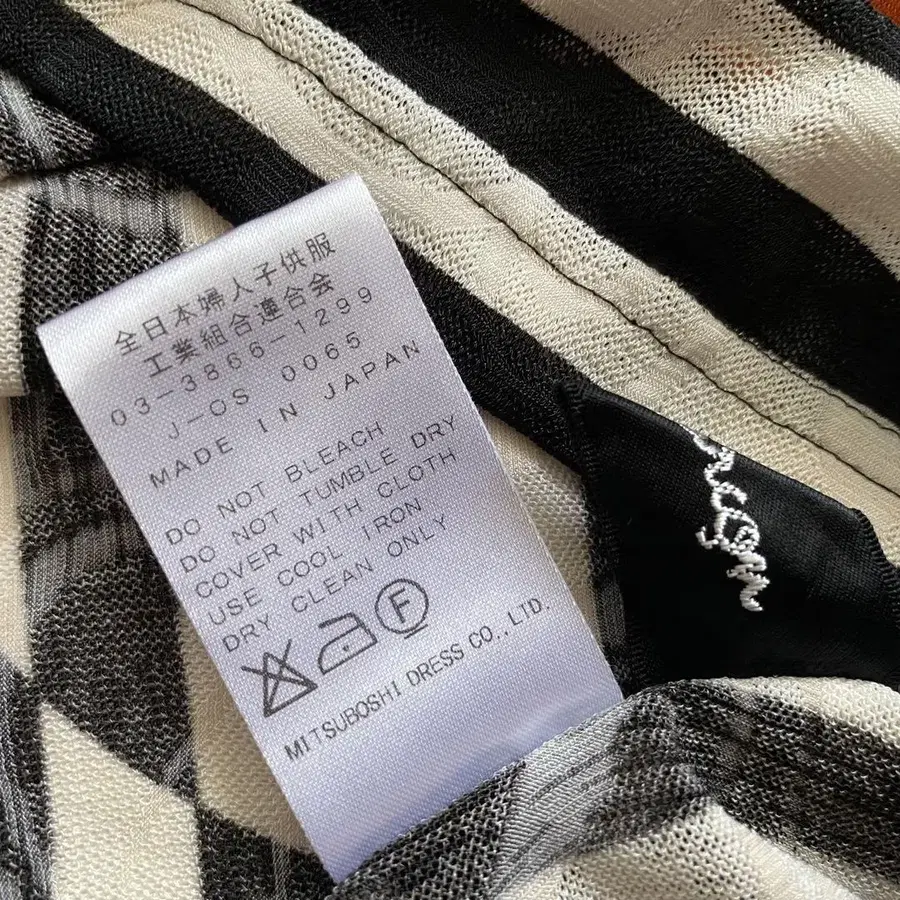 全日本婦人子供服
工業組合連合会
03-3866-1299
J-OS 0065
MADE IN JAPAN
DO NOT BLEACH
DO NOT TUMBLE DRY
COVER WITH CLOTH
USE COOL IRON
DRY CLEAN ONLY
F
MITSUBOSHI DRESS CO., LTD.